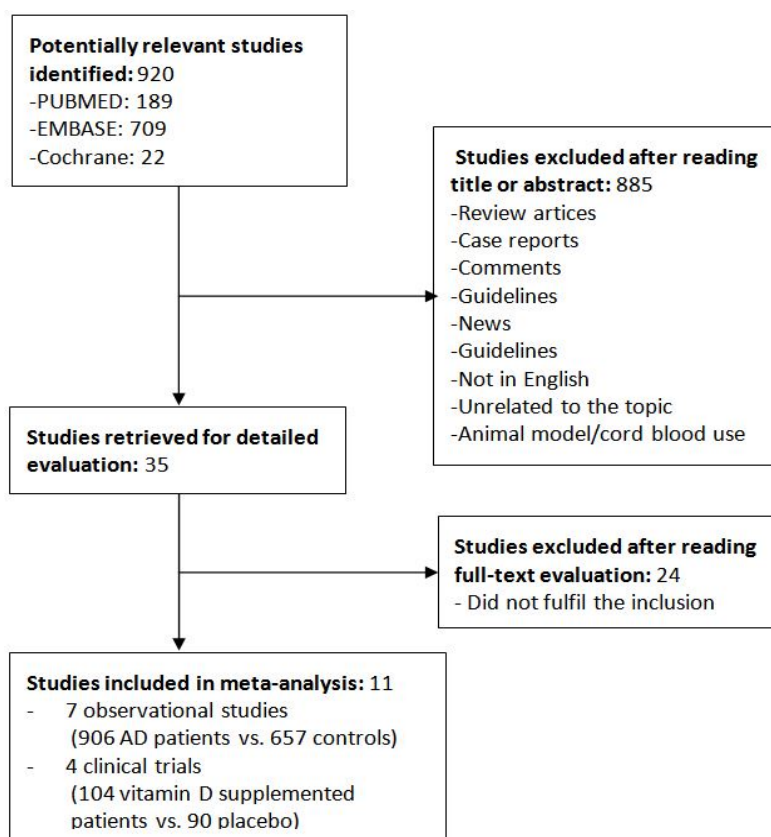 Potentially relevant studies
identified: 920
-PUBMED: 189
-EMBASE: 709
-Cochrane: 22
Studies excluded after reading
title or abstract: 885
-Review artices
-Case reports
-Comments
-Guidelines
-News
-Guidelines
-Not in English
-Unrelated to the topic
-Animal model/cord blood use
Studies retrieved for detailed
evaluation: 35
Studies excluded after reading
full-text evaluation: 24
- Did not fulfil the inclusion
Studies included in meta-analysis: 11
- 7 observational studies
(906 AD patients vs. 657 controls)
- 4 clinical trials
(104 vitamin D supplemented
patients vs. 90 placebo)